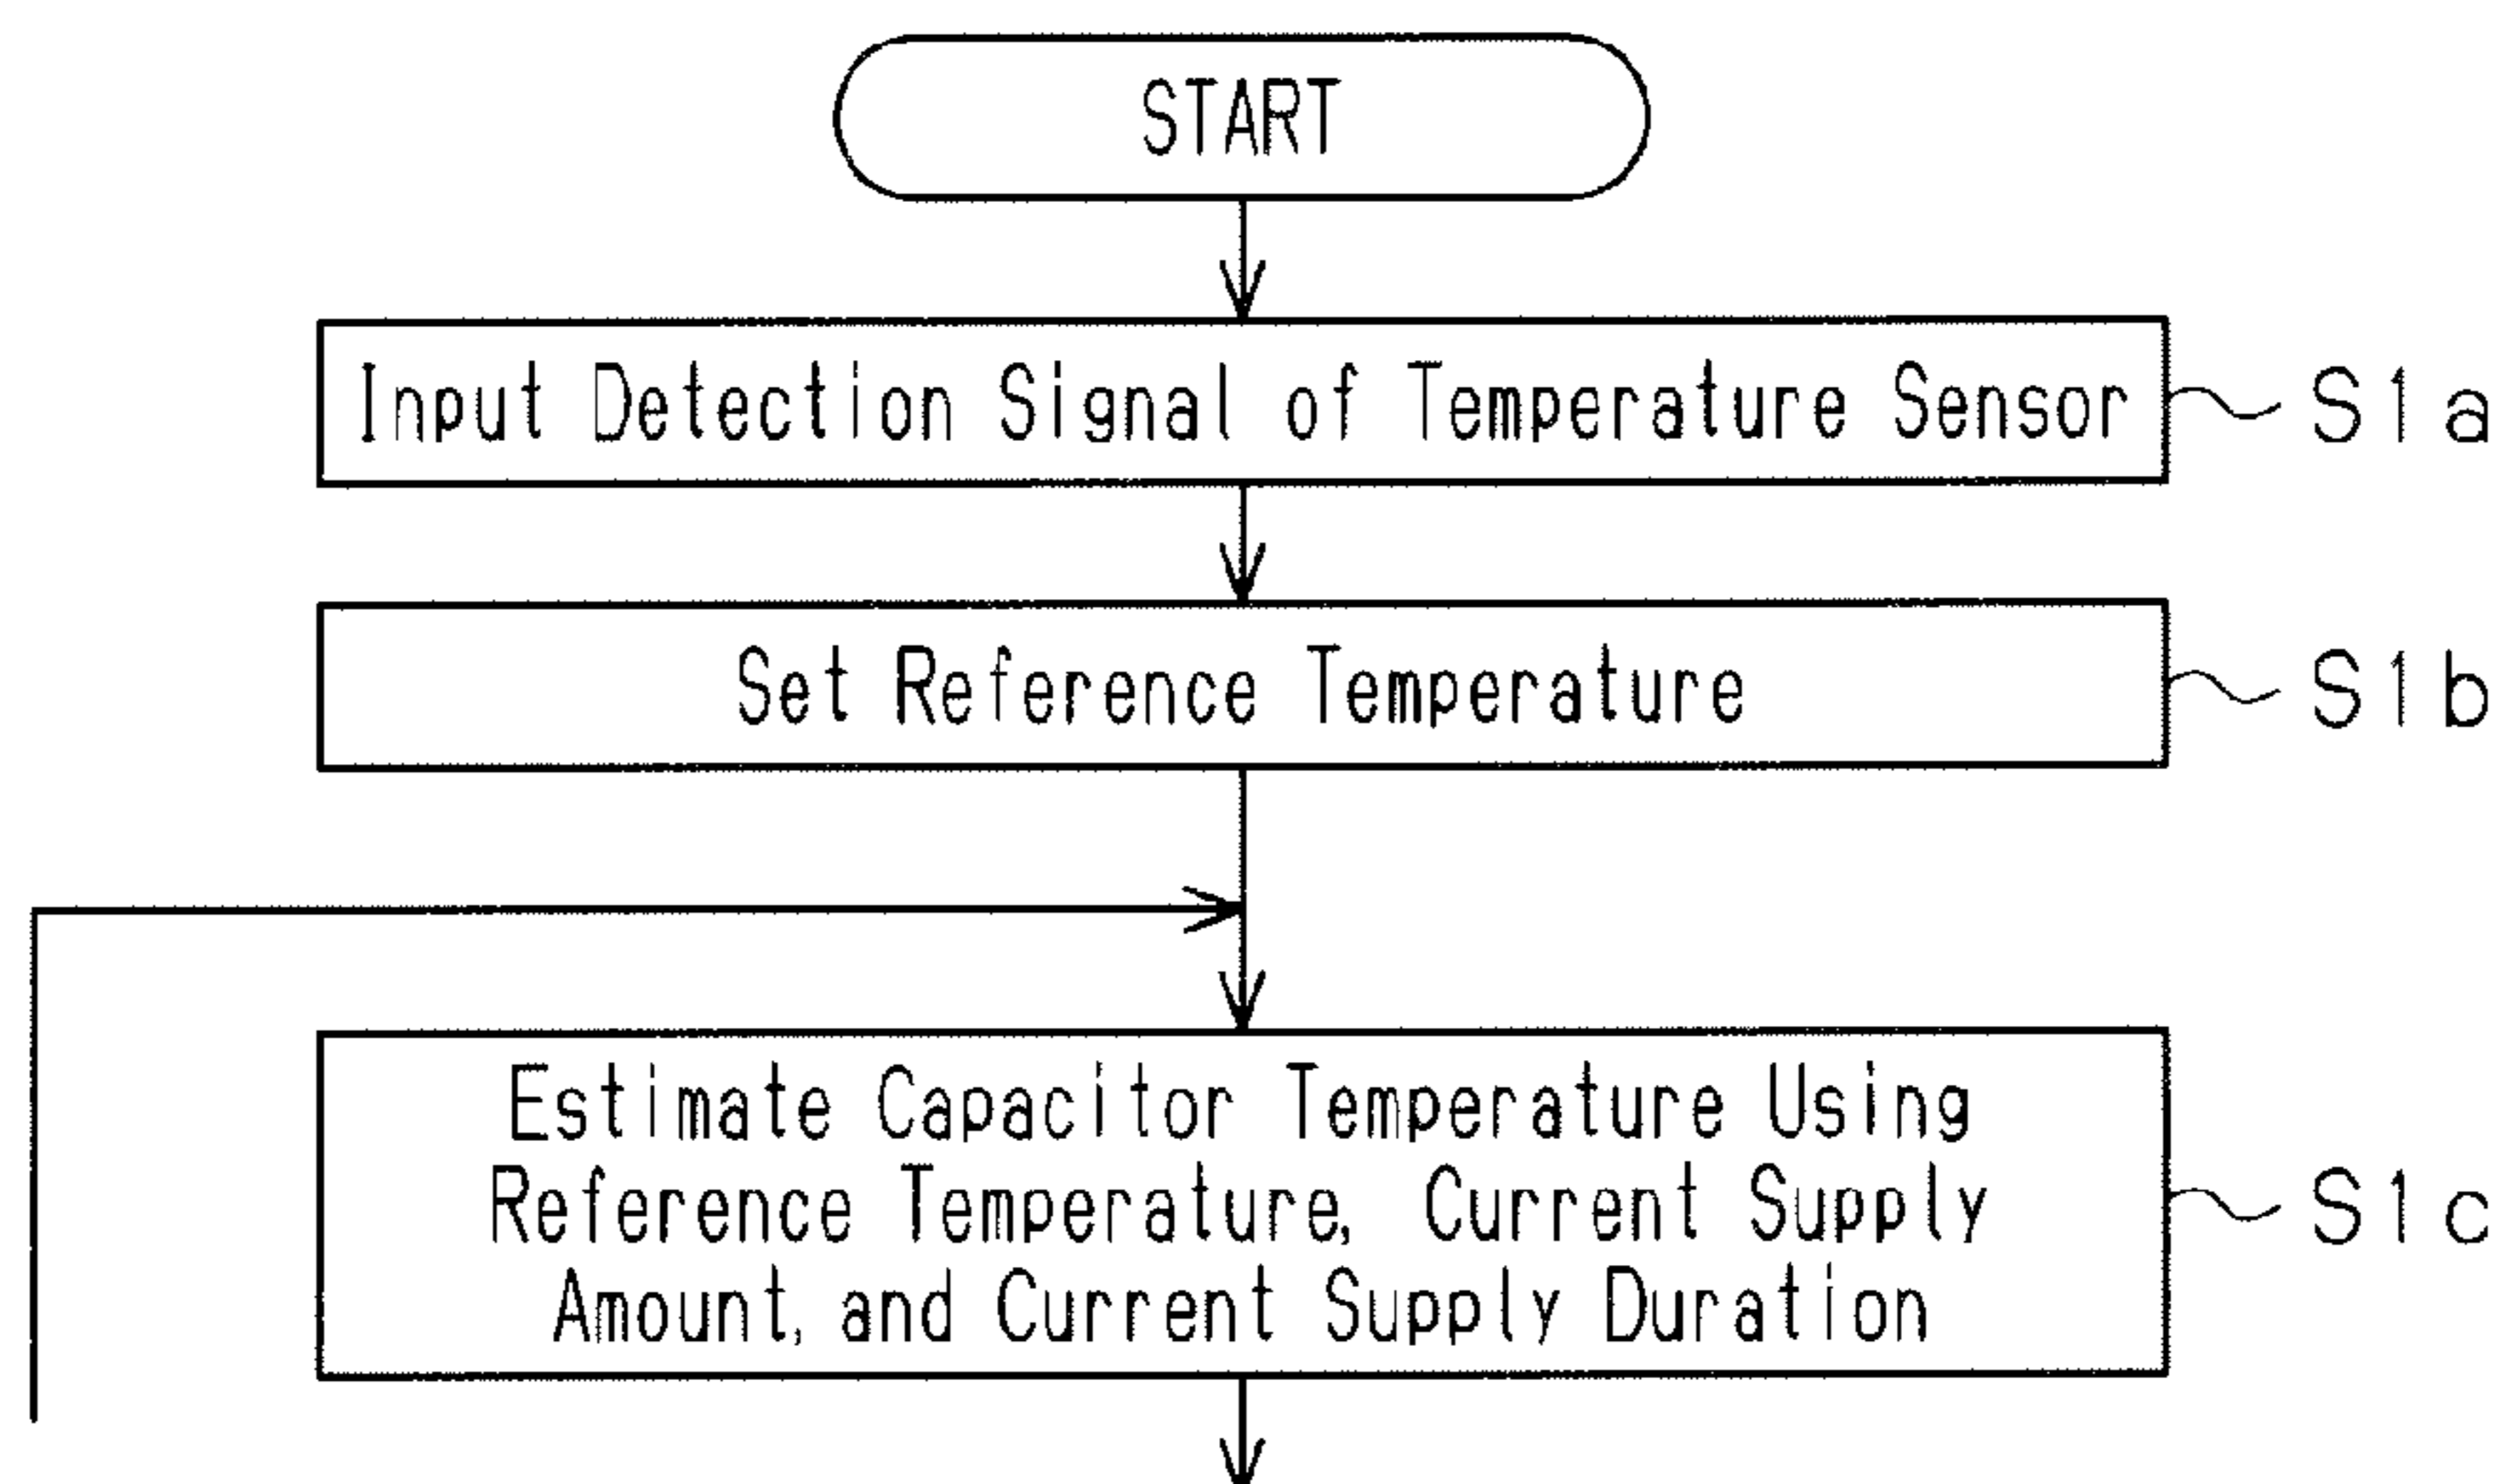 START
Input Detection Signal of Temperature Sensor
S1a
Set Reference Temperature
S1b
Estimate Capacitor Temperature Using
Reference Temperature, Current Supply
Amount, and Current Supply Duration
S1c